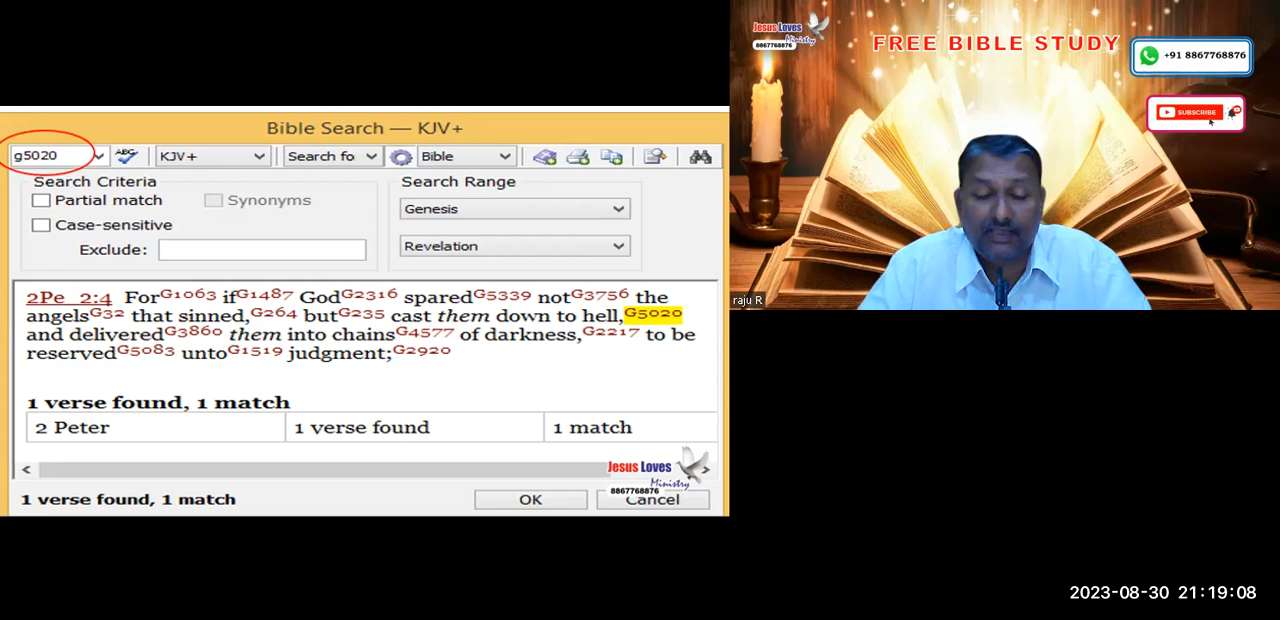 Bible Search — KJV+
g5020
ABC
KJV+
Search fo
Bible
Search Criteria
Partial match
Synonyms
Case-sensitive
Exclude:
Search Range
Genesis
Revelation
2Pe 2:4 ForG1063 ifG1487 GodG2316 sparedG5339 notG3756 the
angelsG32 that sinned,G264 butG235 cast them down to hell,G5020
and deliveredG3860 them into chainsG4577 of darkness,G2217 to be
reservedG5083 untoG1519 judgment;G2920
1 verse found, 1 match
2 Peter 1 verse found 1 match
Jesus Loves
Ministry
8867768876
1 verse found, 1 match
OK
Cancel
Jesus Loves
Ministry
8867768876
FREE BIBLE STUDY
+91 8867768876
SUBSCRIBE
raju R
2023-08-30 21:19:08